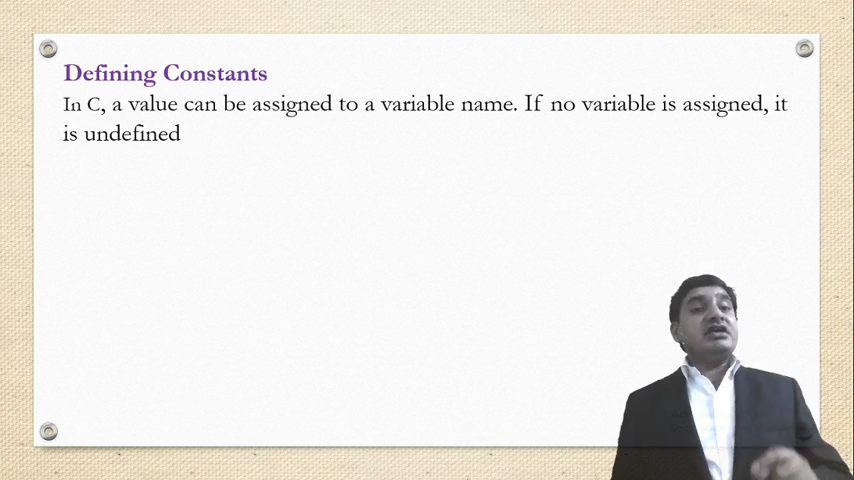 Defining Constants
In C, a value can be assigned to a variable name. If no variable is assigned, it
is undefined